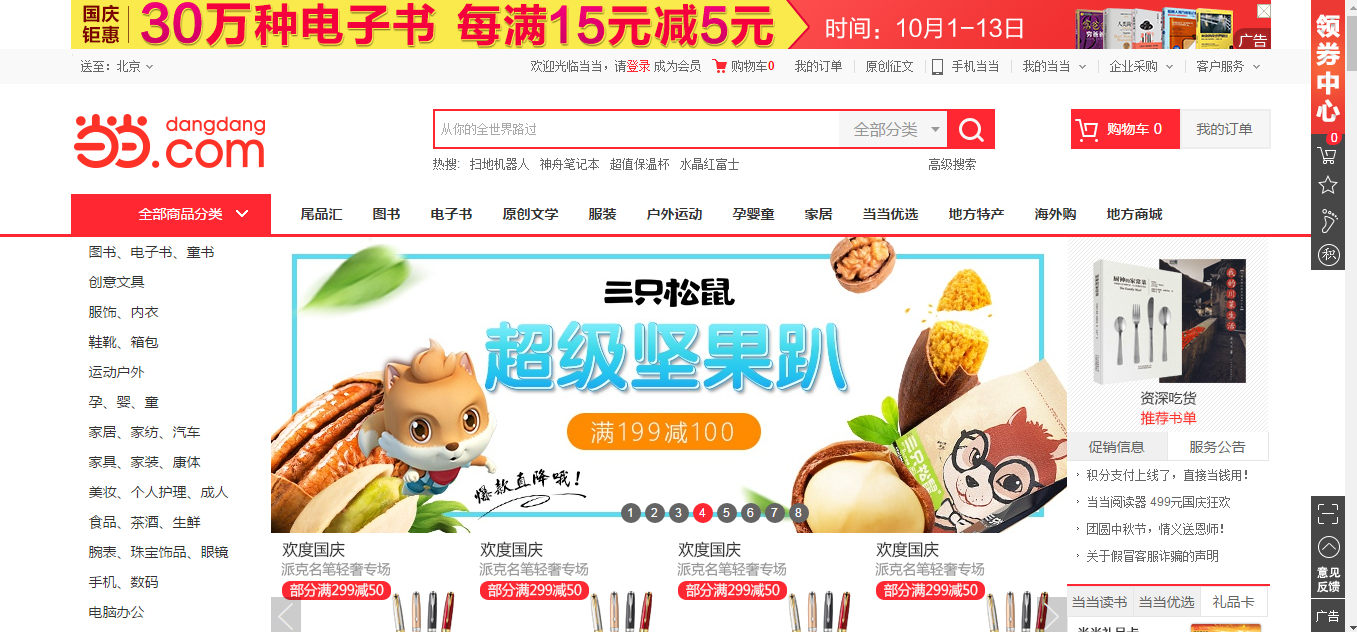 国庆钜惠
30万种电子书 每满15元减5元
时间：10月1-13日
广告
送至：北京
欢迎光临当当，请登录 成为会员
购物车0
我的订单
原创征文
手机当当
我的当当
企业采购
客户服务
领券中心
0
积
当当
dangdang
.com
从你的全世界路过
全部分类
购物车 0
我的订单
热搜: 扫地机器人 神舟笔记本 超值保温杯 水晶红富士
高级搜索
全部商品分类
尾品汇 图书 电子书 原创文学 服装 户外运动 孕婴童 家居 当当优选 地方特产 海外购 地方商城
图书、电子书、童书
创意文具
服饰、内衣
鞋靴、箱包
运动户外
孕、婴、童
家居、家纺、汽车
家具、家装、康体
美妆、个人护理、成人
食品、茶酒、生鲜
腕表、珠宝饰品、眼镜
手机、数码
电脑办公
三只松鼠
超级坚果趴
满199减100
爆款直降哦!
三只松鼠
1 2 3 4 5 6 7 8
厨神的家常菜
我的川菜生活
资深吃货
推荐书单
促销信息
服务公告
积分支付上线了，直接当钱用!
当当阅读器 499元国庆狂欢
团圆中秋节，情义送恩师!
关于假冒客服诈骗的声明
欢度国庆
派克名笔轻奢专场
部分满299减50
欢度国庆
派克名笔轻奢专场
部分满299减50
欢度国庆
派克名笔轻奢专场
部分满299减50
欢度国庆
派克名笔轻奢专场
部分满299减50
当当读书
当当优选
礼品卡
意见反馈
广告